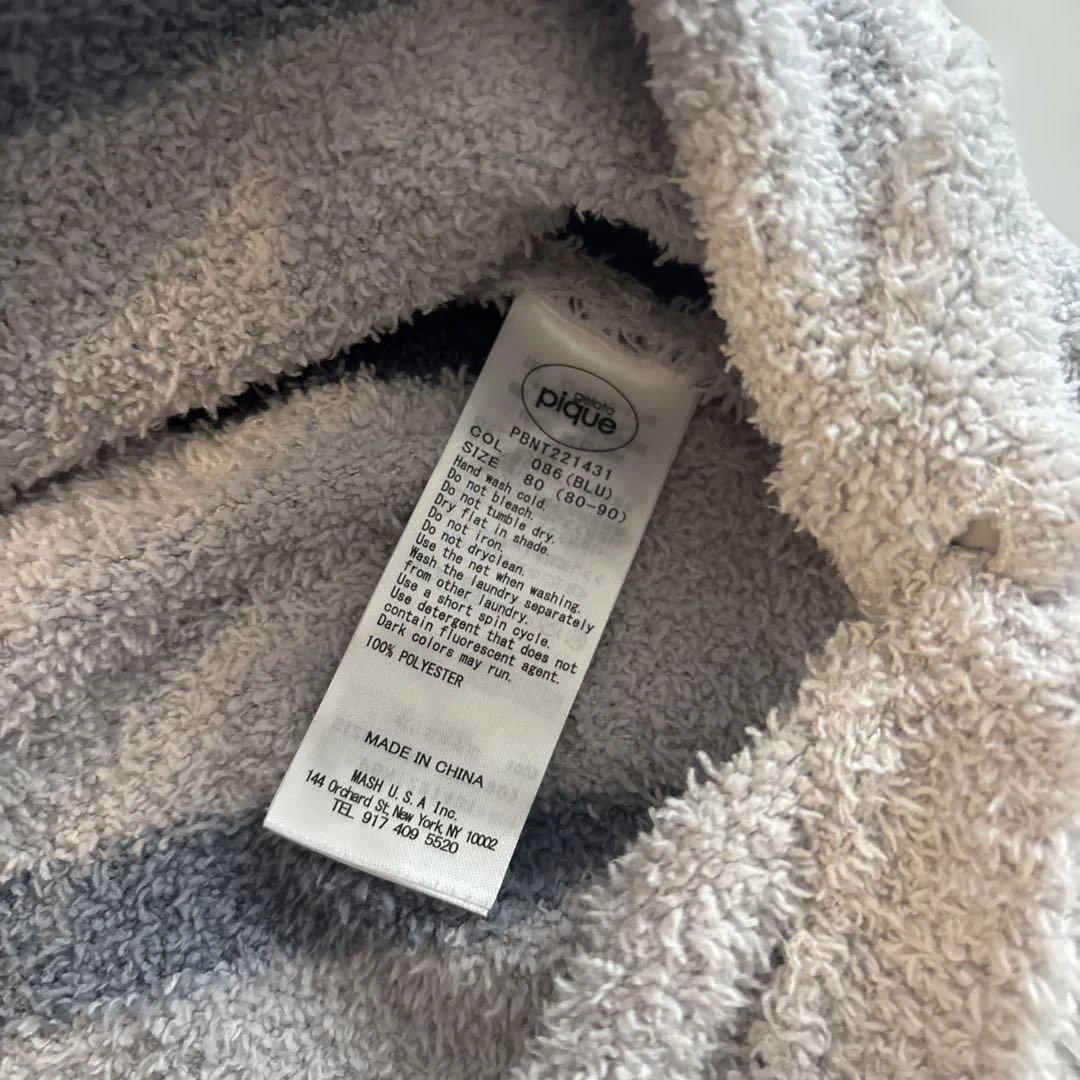 gelato
pique
PBNT221431
COL 086(BLU)
SIZE 80 (80-90)
Hand wash cold.
Do not bleach.
Do not tumble dry.
Dry flat in shade.
Do not iron.
Do not dryclean.
Use the net when washing.
Wash the laundry separately
from other laundry.
Use a short spin cycle.
Use detergent that does not
contain fluorescent agent.
Dark colors may run.
100% POLYESTER
MADE IN CHINA
MASH U.S.A Inc.
144 Orchard St, New York, NY 10002
TEL 917 409 5520